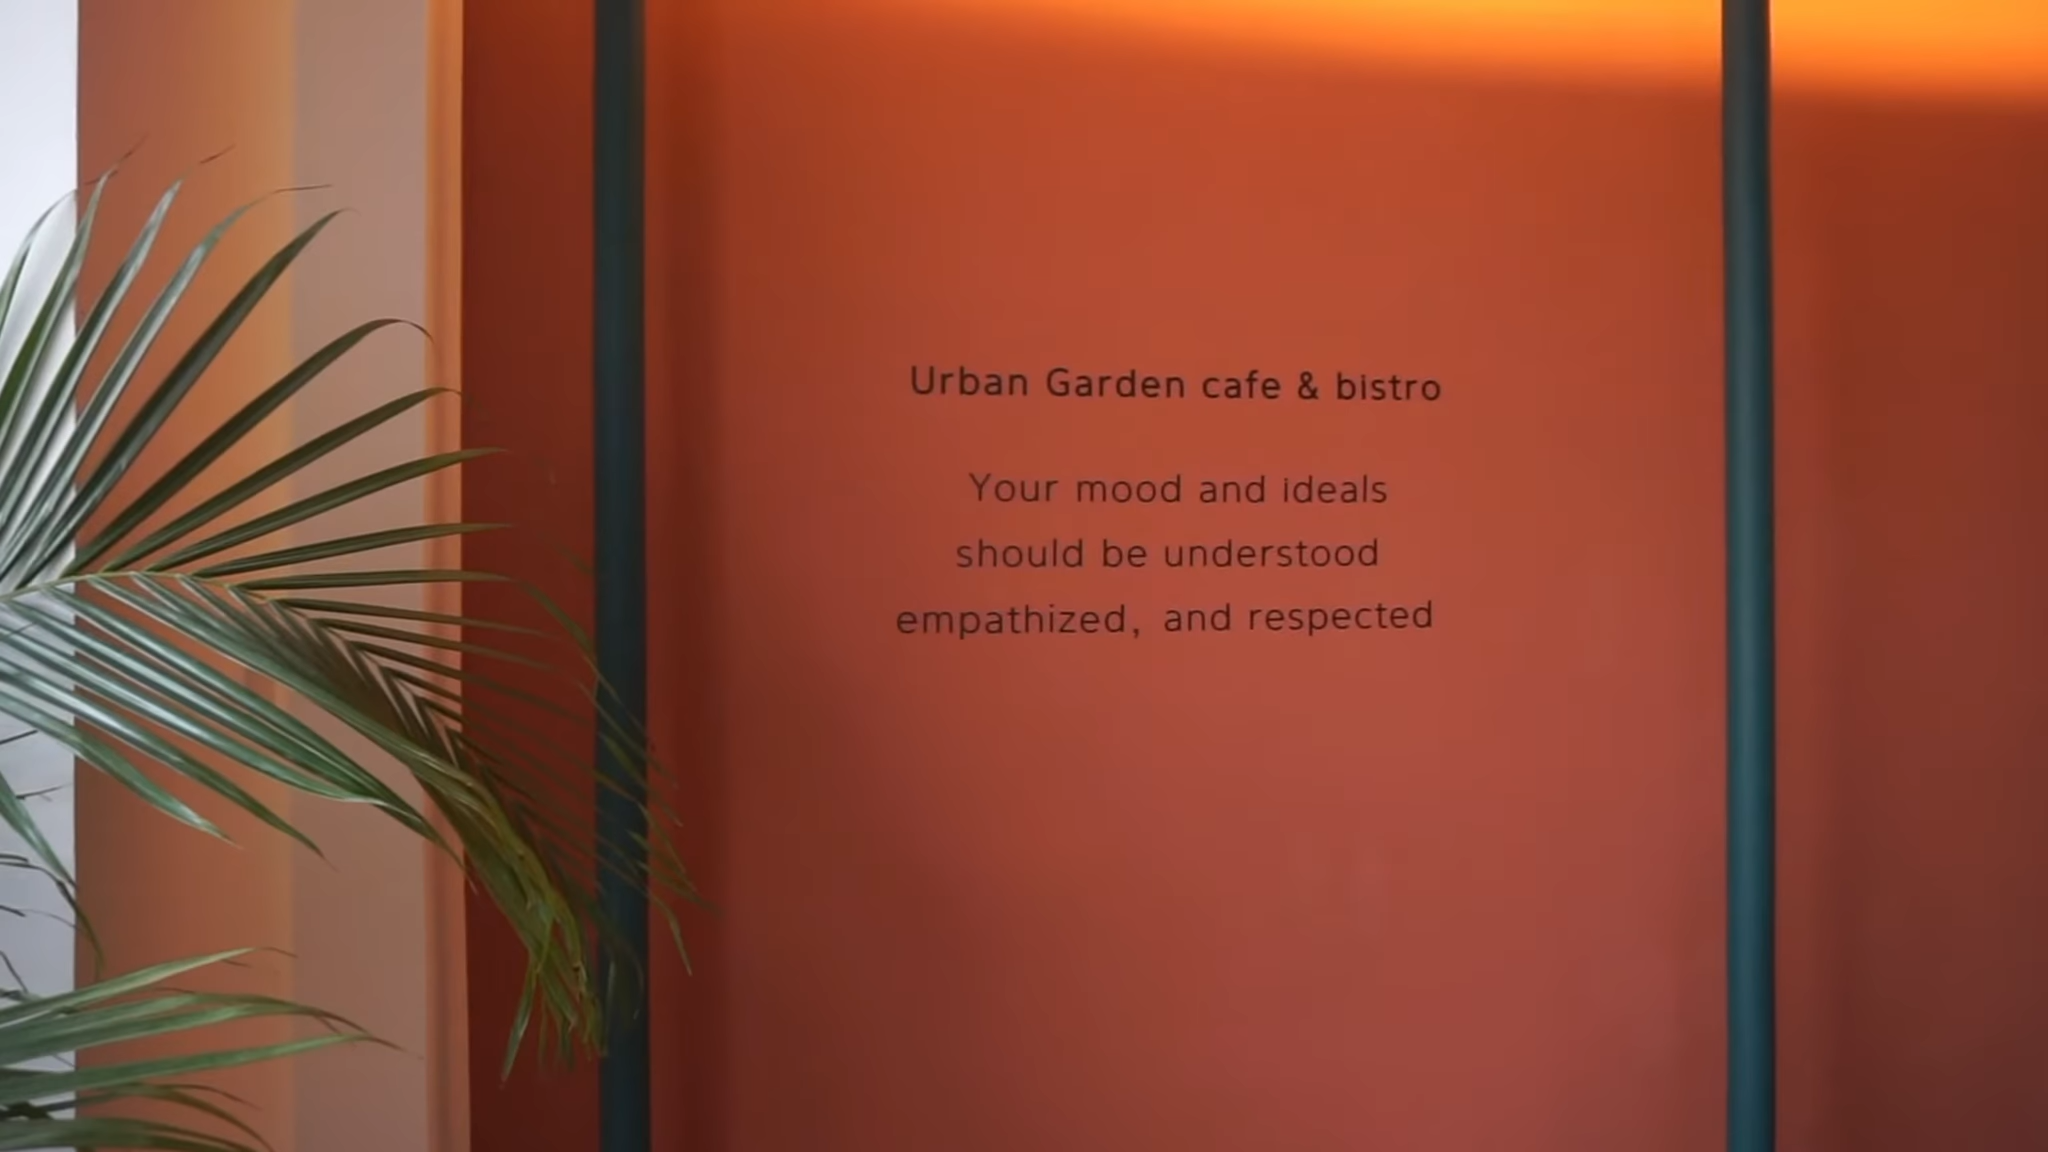 Urban Garden cafe & bistro
Your mood and ideals
should be understood
empathized, and respected